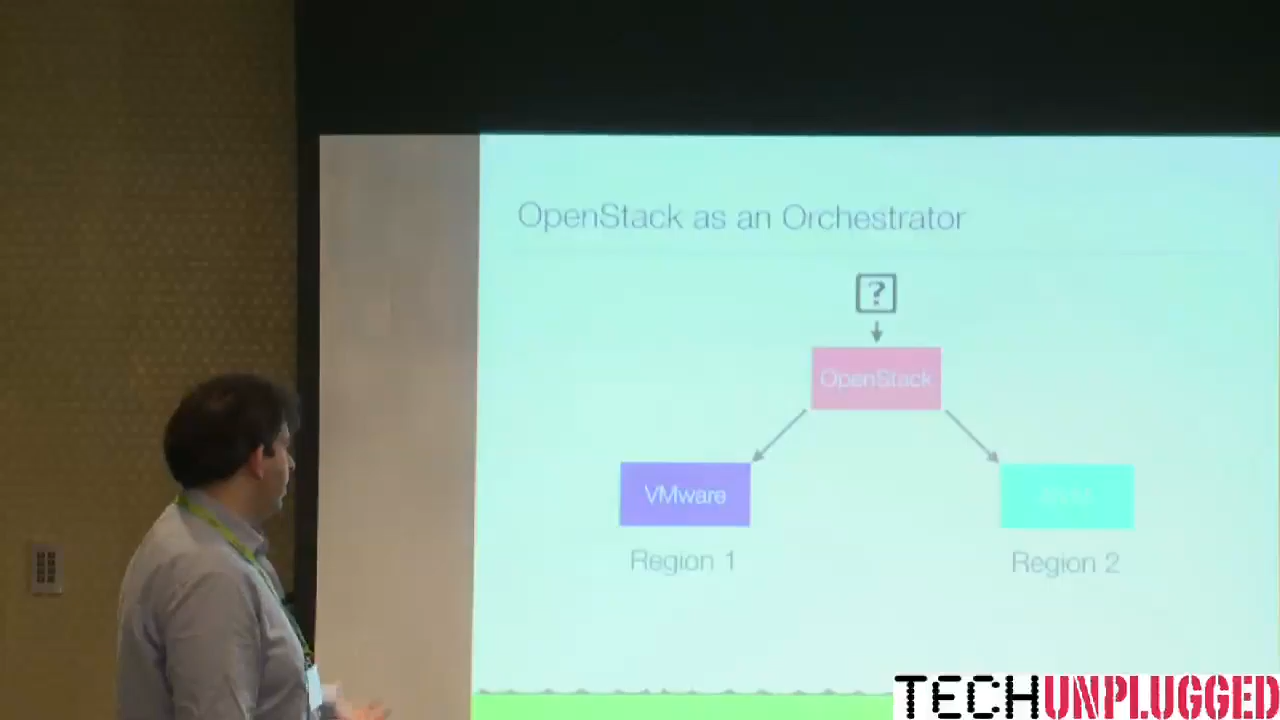 OpenStack as an Orchestrator
?
OpenStack
VMware
Region 1
Region 2
TECHUNPLUGGED